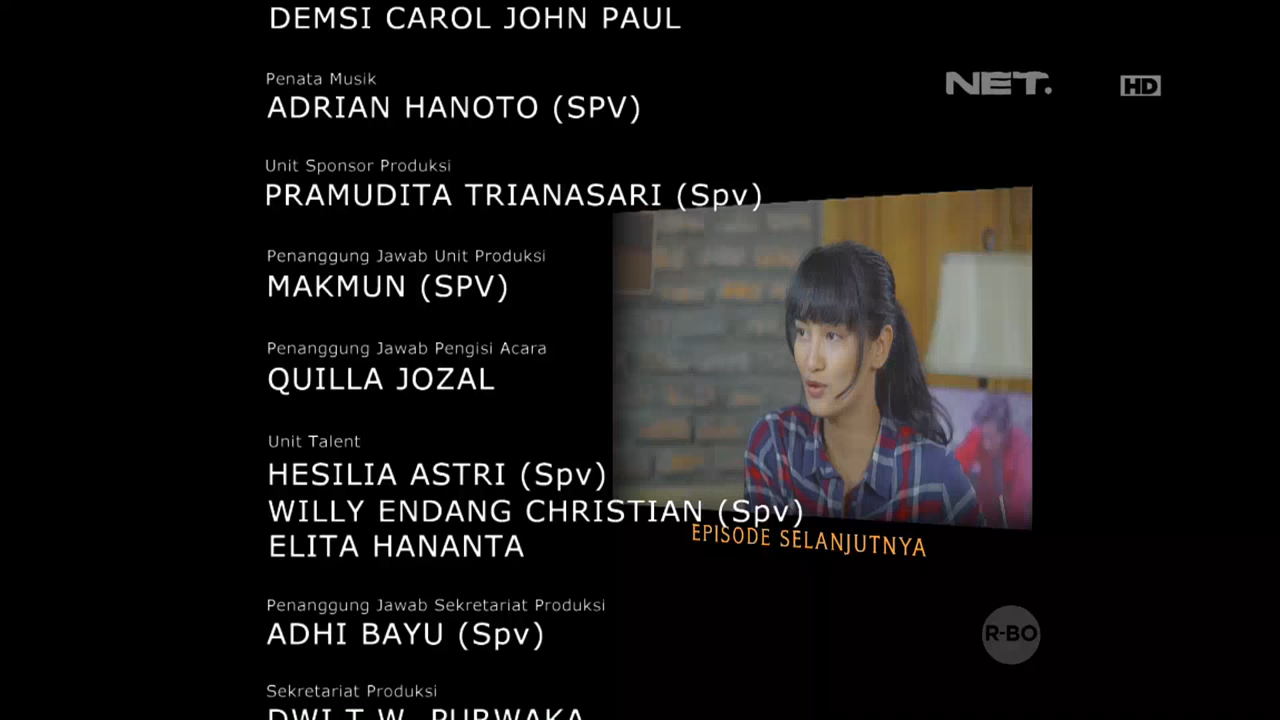 DEMSI CAROL JOHN PAUL
Penata Musik
ADRIAN HANOTO (SPV)
NET.
HD
Unit Sponsor Produksi
PRAMUDITA TRIANASARI (Spv)
Penanggung Jawab Unit Produksi
MAKMUN (SPV)
Penanggung Jawab Pengisi Acara
QUILLA JOZAL
Unit Talent
HESILIA ASTRI (Spv)
WILLY ENDANG CHRISTIAN (Spv)
ELITA HANANTA
EPISODE SELANJUTNYA
Penanggung Jawab Sekretariat Produksi
ADHI BAYU (Spv)
R-BO
Sekretariat Produksi
DWI T.W. PURWAKA